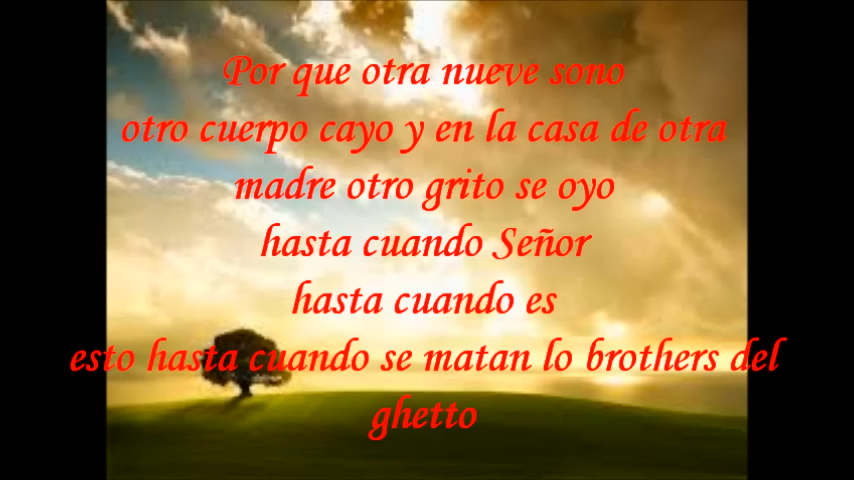 Por que otra nueve sono
otro cuerpo cayo y en la casa de otra
madre otro grito se oyo
hasta cuando Señor
hasta cuando es
esto hasta cuando se matan lo brothers del
ghetto